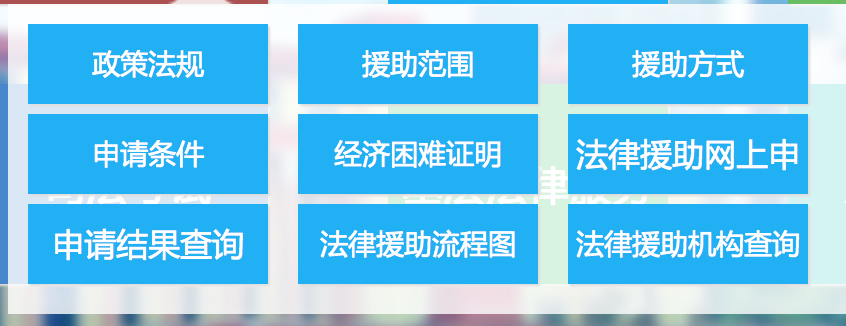 政策法规
援助范围
援助方式
申请条件
经济困难证明
法律援助网上申
申请结果查询
法律援助流程图
法律援助机构查询